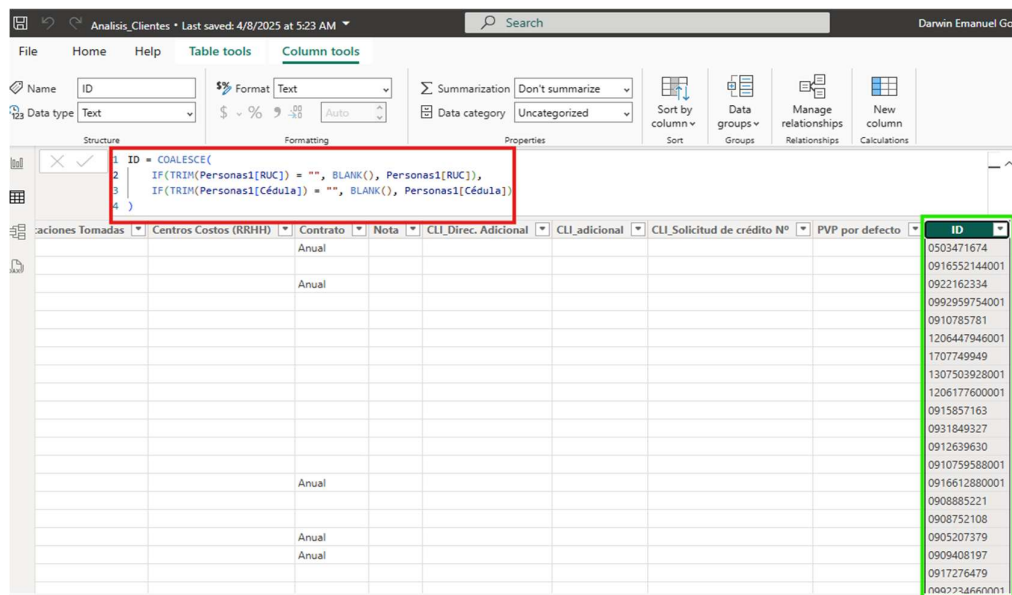 Analisis_Clientes • Last saved: 4/8/2025 at 5:23 AM
Search
Darwin Emanuel Go
File Home Help Table tools Column tools
Name ID
Data type Text
Structure
$% Format Text
$ % 9 .00 Auto
Formatting
Summarization Don't summarize
Data category Uncategorized
Properties
Sort by column
Sort
Data groups
Groups
Manage relationships
Relationships
New column
Calculations
1 ID = COALESCE(
2 IF(TRIM(Personas1[RUC]) = "", BLANK(), Personas1[RUC]),
3 IF(TRIM(Personas1[Cédula]) = "", BLANK(), Personas1[Cédula])
4 )
caciones Tomadas Centros Costos (RRHH) Contrato Nota CLI_Direc. Adicional CLI_adicional CLI_Solicitud de crédito Nº PVP por defecto ID
Anual 0503471674
0916552144001
Anual 0922162334
0992959754001
0910785781
1206447946001
1707749949
1307503928001
1206177600001
0915857163
0931849327
0912639630
0910759588001
Anual 0916612880001
0908885221
0908752108
Anual 0905207379
Anual 0909408197
0917276479
0992234660001